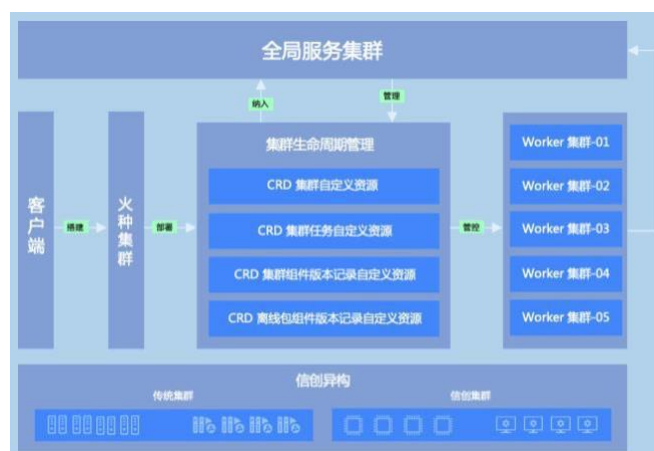 全局服务集群
纳入
管理
客户端
搭建
火种集群
部署
集群生命周期管理
CRD 集群自定义资源
CRD 集群任务自定义资源
CRD 集群组件版本记录自定义资源
CRD 离线包组件版本记录自定义资源
管控
Worker 集群-01
Worker 集群-02
Worker 集群-03
Worker 集群-04
Worker 集群-05
信创异构
传统集群
信创集群